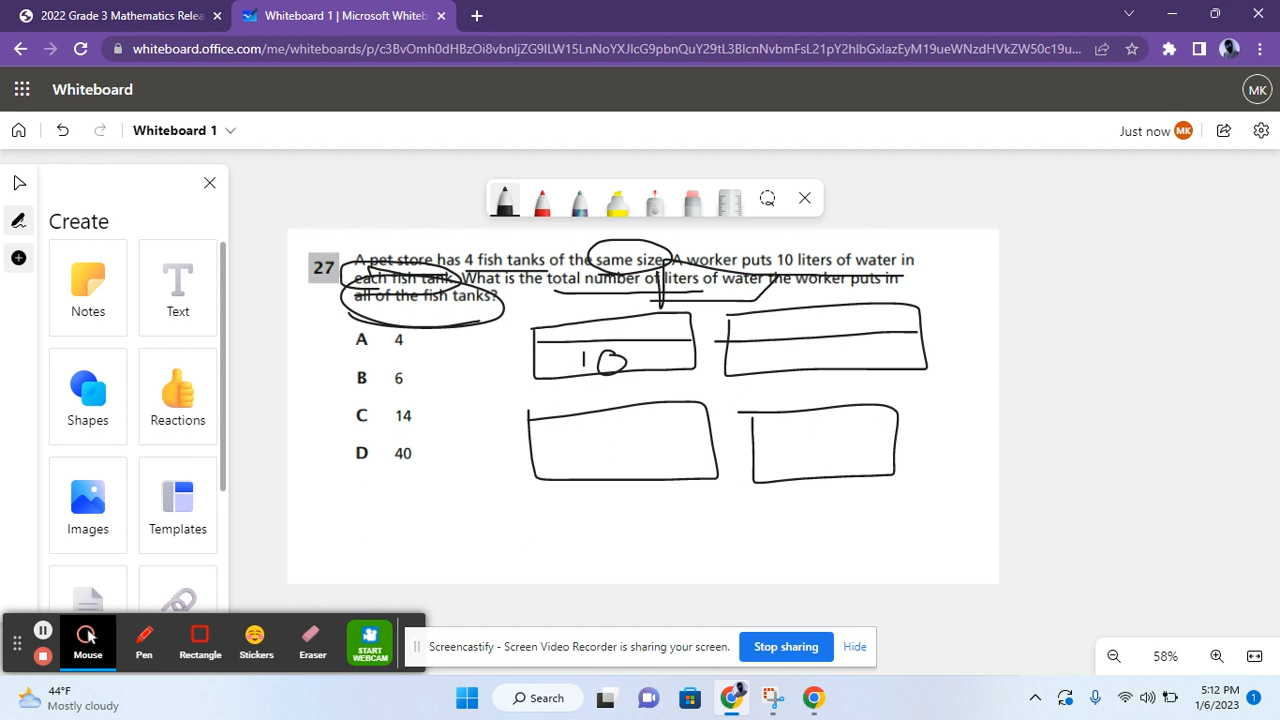 2022 Grade 3 Mathematics Relea
Whiteboard 1 | Microsoft Whiteb
whiteboard.office.com
Whiteboard
MK
Whiteboard 1
Just now MK
Create
Notes
Text
Shapes
Reactions
Images
Templates
27 A pet store has 4 fish tanks of the same size. A worker puts 10 liters of water in
each fish tank. What is the total number of liters of water the worker puts in
all of the fish tanks?
A 4
B 6
C 14
D 40
10
Mouse
Pen
Rectangle
Stickers
Eraser
START
WEBCAM
Screencastify - Screen Video Recorder is sharing your screen.
Stop sharing
Hide
58%
44°F
Mostly cloudy
Search
5:12 PM
1/6/2023
1